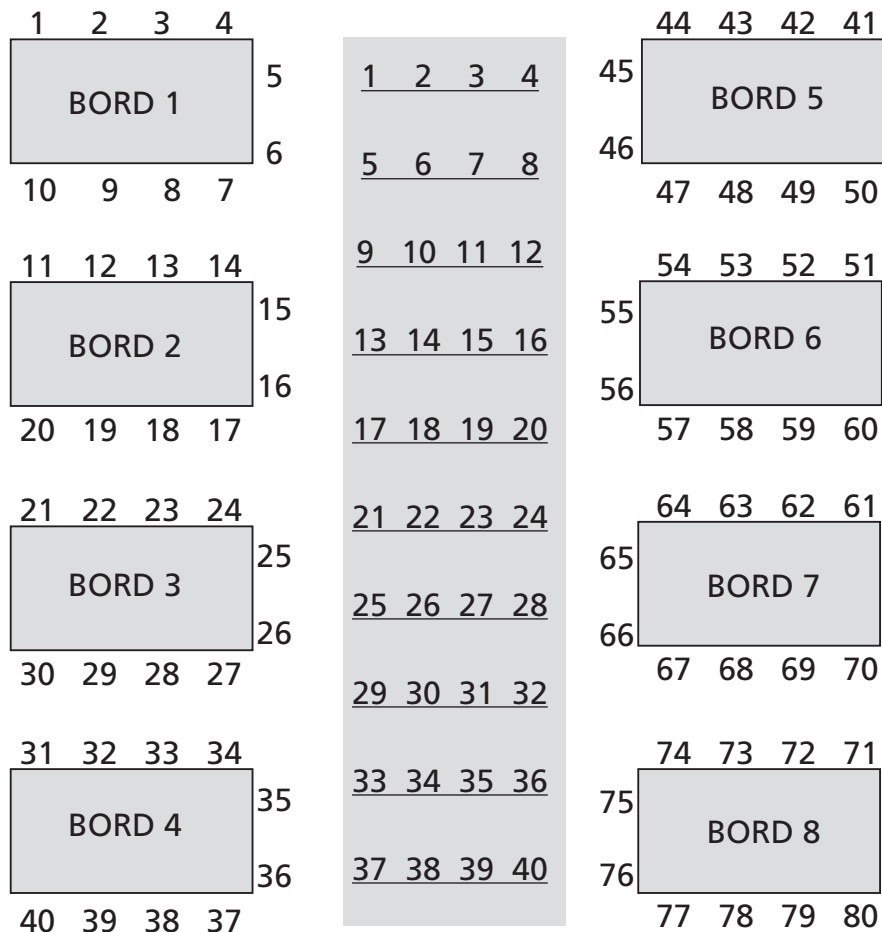 1 2 3 4
5
BORD 1
6
10 9 8 7
11 12 13 14
15
BORD 2
16
20 19 18 17
21 22 23 24
25
BORD 3
26
30 29 28 27
31 32 33 34
35
BORD 4
36
40 39 38 37
1 2 3 4
5 6 7 8
9 10 11 12
13 14 15 16
17 18 19 20
21 22 23 24
25 26 27 28
29 30 31 32
33 34 35 36
37 38 39 40
44 43 42 41
45
BORD 5
46
47 48 49 50
54 53 52 51
55
BORD 6
56
57 58 59 60
64 63 62 61
65
BORD 7
66
67 68 69 70
74 73 72 71
75
BORD 8
76
77 78 79 80